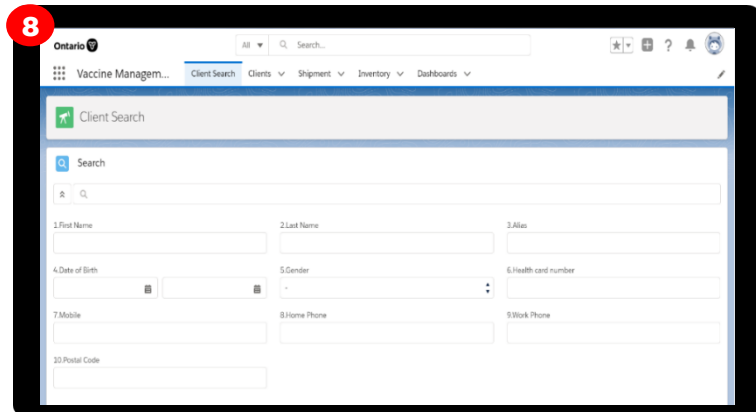 8
Ontario
All Search...
?
Vaccine Managem... Client Search Clients Shipment Inventory Dashboards
Client Search
Search
1.First Name 2.Last Name 3.Alias
4.Date of Birth 5.Gender 6.Health card number
-
7.Mobile 8.Home Phone 9.Work Phone
10.Postal Code